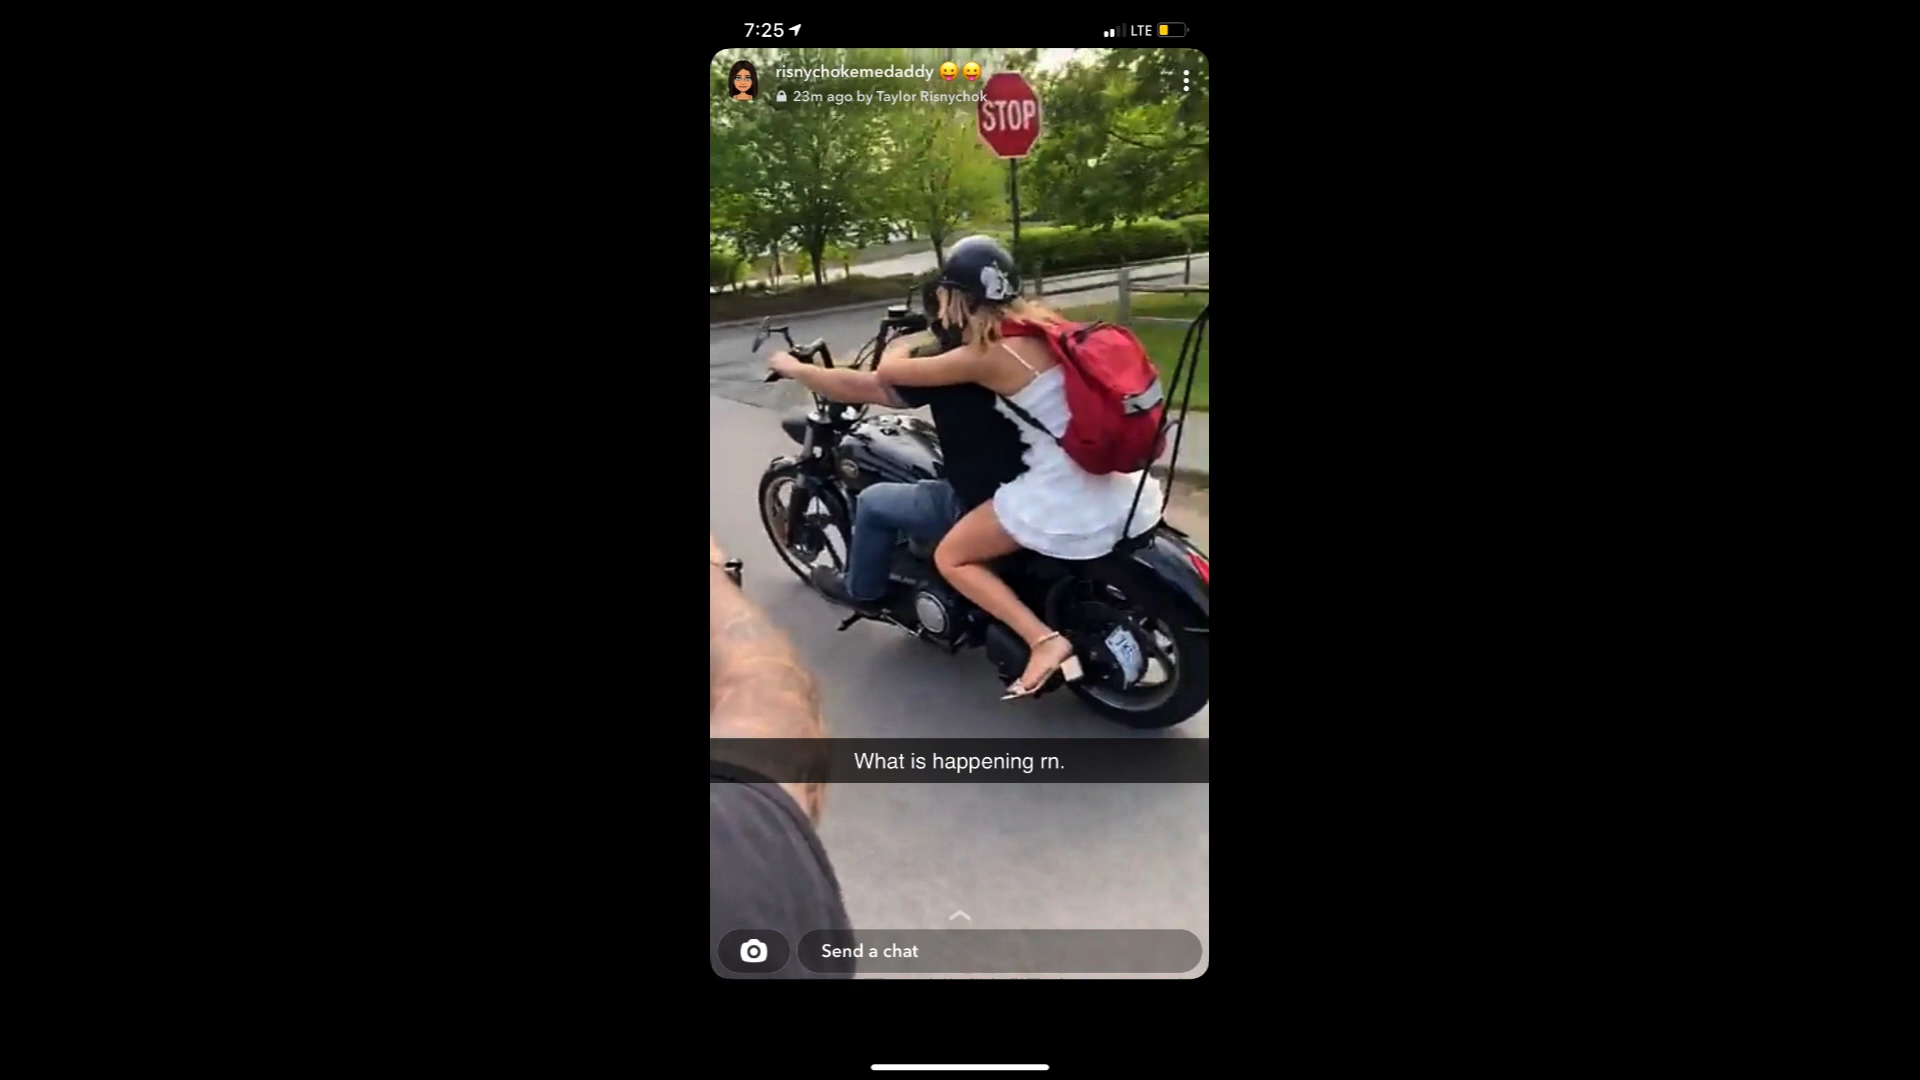 7:25
LTE
risnychokemedaddy 😛😛
23m ago by Taylor Risnychok
STOP
What is happening rn.
Send a chat